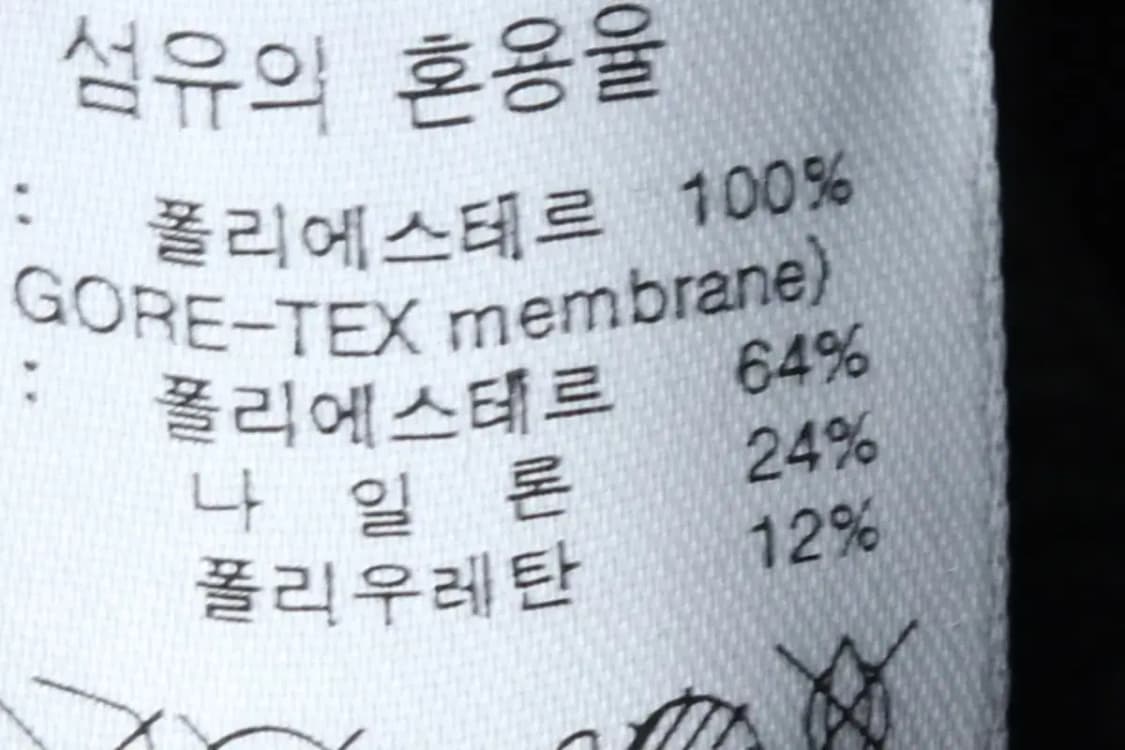 섬유의 혼용율
: 폴리에스테르 100%
GORE-TEX membrane)
: 폴리에스테르 64%
나 일 론 24%
폴리우레탄 12%